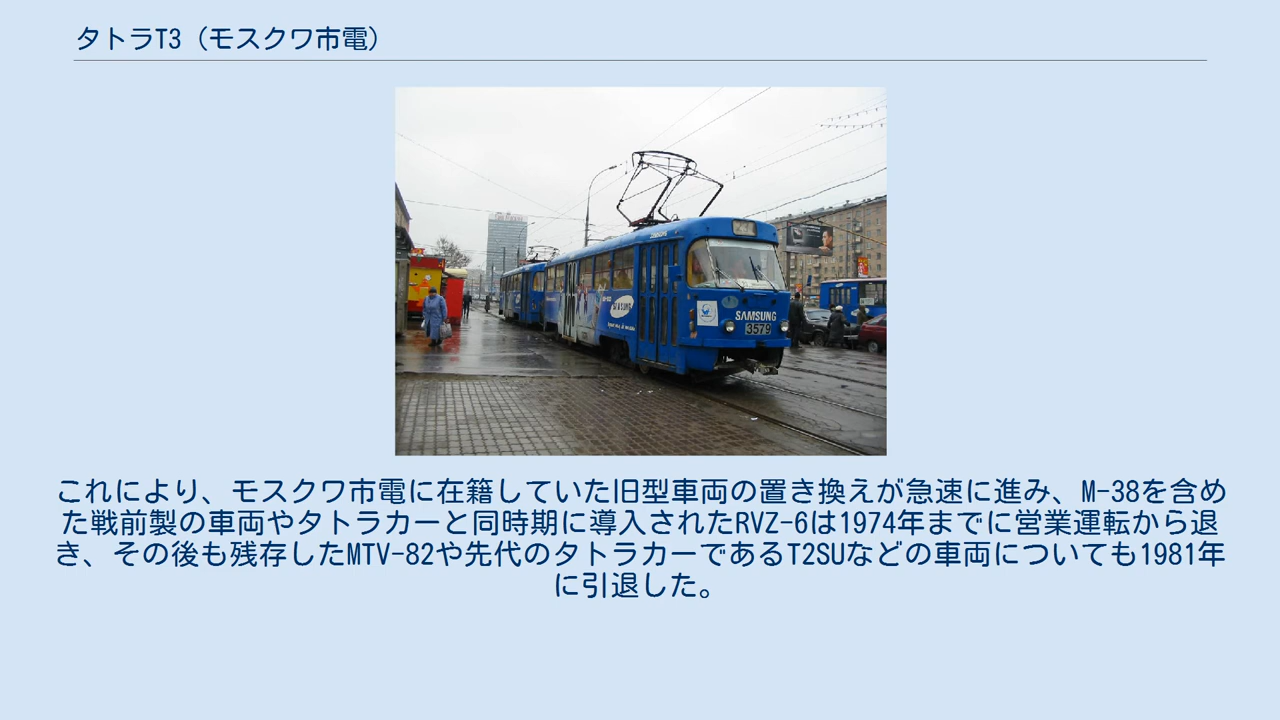 タトラT3（モスクワ市電）
SAMSUNG
3579
SAMSUNG
これにより、モスクワ市電に在籍していた旧型車両の置き換えが急速に進み、M-38を含め
た戦前製の車両やタトラカーと同時期に導入されたRVZ-6は1974年までに営業運転から退
き、その後も残存したMTV-82や先代のタトラカーであるT2SUなどの車両についても1981年
に引退した。